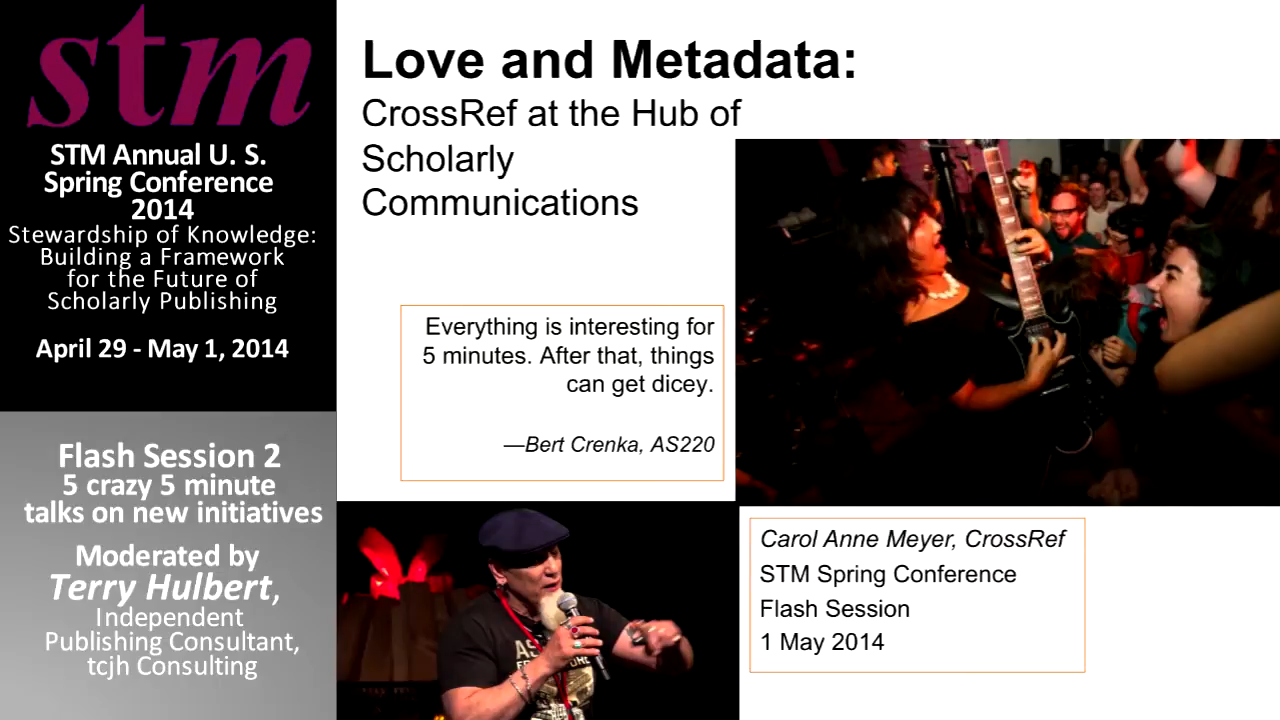 stm
STM Annual U. S.
Spring Conference
2014
Stewardship of Knowledge:
Building a Framework
for the Future of
Scholarly Publishing
April 29 - May 1, 2014
Flash Session 2
5 crazy 5 minute
talks on new initiatives
Moderated by
Terry Hulbert,
Independent
Publishing Consultant,
tcjh Consulting
Love and Metadata:
CrossRef at the Hub of
Scholarly
Communications
Everything is interesting for
5 minutes. After that, things
can get dicey.
—Bert Crenka, AS220
Carol Anne Meyer, CrossRef
STM Spring Conference
Flash Session
1 May 2014